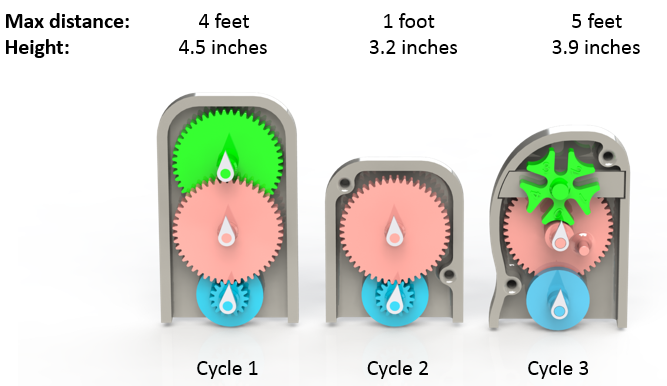 Max distance: 4 feet 1 foot 5 feet
Height: 4.5 inches 3.2 inches 3.9 inches
Cycle 1 Cycle 2 Cycle 3